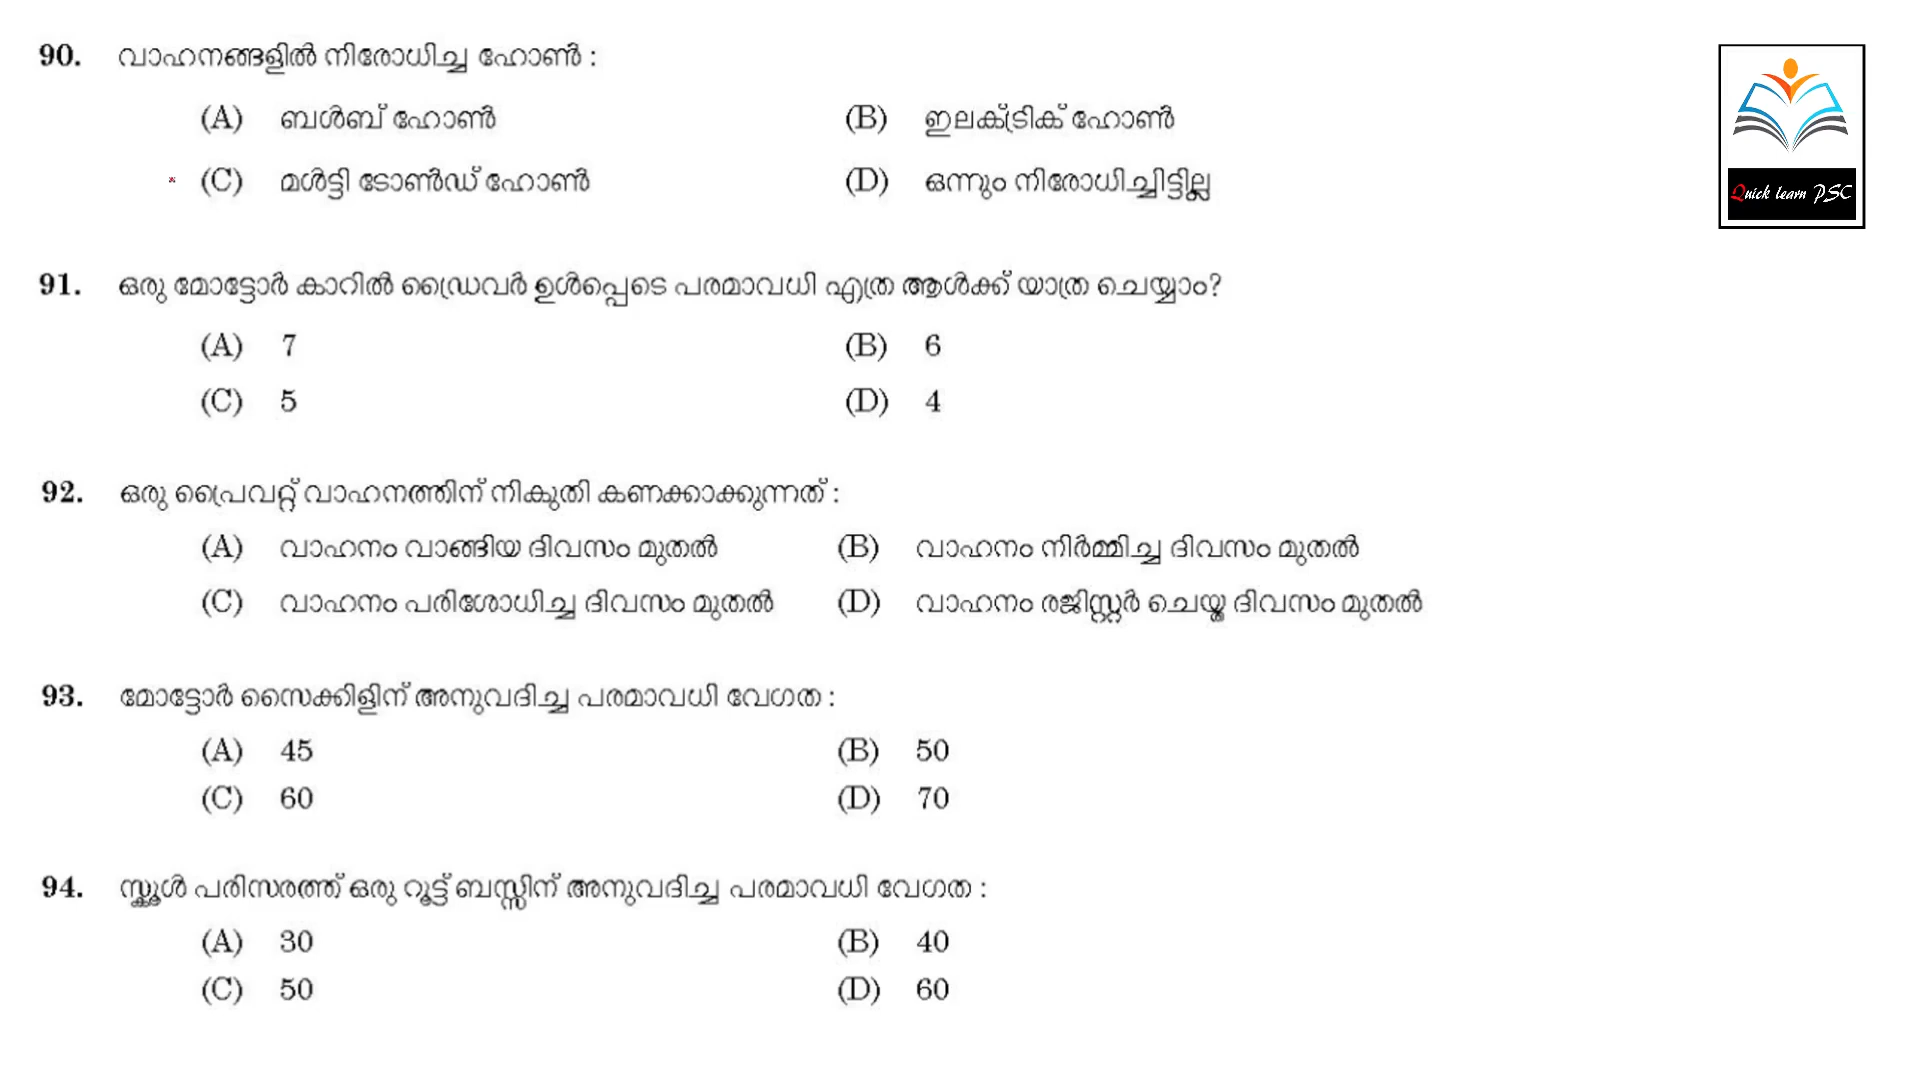 90. വാഹനങ്ങളിൽ നിരോധിച്ച ഹോൺ :
(A) ബൾബ് ഹോൺ (B) ഇലക്ട്രിക് ഹോൺ
(C) മൾട്ടി ടോൺഡ് ഹോൺ (D) ഒന്നും നിരോധിച്ചിട്ടില്ല
Quick learn PSC
91. ഒരു മോട്ടോർ കാറിൽ ഡ്രൈവർ ഉൾപ്പെടെ പരമാവധി എത്ര ആൾക്ക് യാത്ര ചെയ്യാം?
(A) 7 (B) 6
(C) 5 (D) 4
92. ഒരു പ്രൈവറ്റ് വാഹനത്തിന് നികുതി കണക്കാക്കുന്നത് :
(A) വാഹനം വാങ്ങിയ ദിവസം മുതൽ (B) വാഹനം നിർമ്മിച്ച ദിവസം മുതൽ
(C) വാഹനം പരിശോധിച്ച ദിവസം മുതൽ (D) വാഹനം രജിസ്റ്റർ ചെയ്ത ദിവസം മുതൽ
93. മോട്ടോർ സൈക്കിളിന് അനുവദിച്ച പരമാവധി വേഗത :
(A) 45 (B) 50
(C) 60 (D) 70
94. സ്കൂൾ പരിസരത്ത് ഒരു റൂട്ട് ബസ്സിന് അനുവദിച്ച പരമാവധി വേഗത :
(A) 30 (B) 40
(C) 50 (D) 60